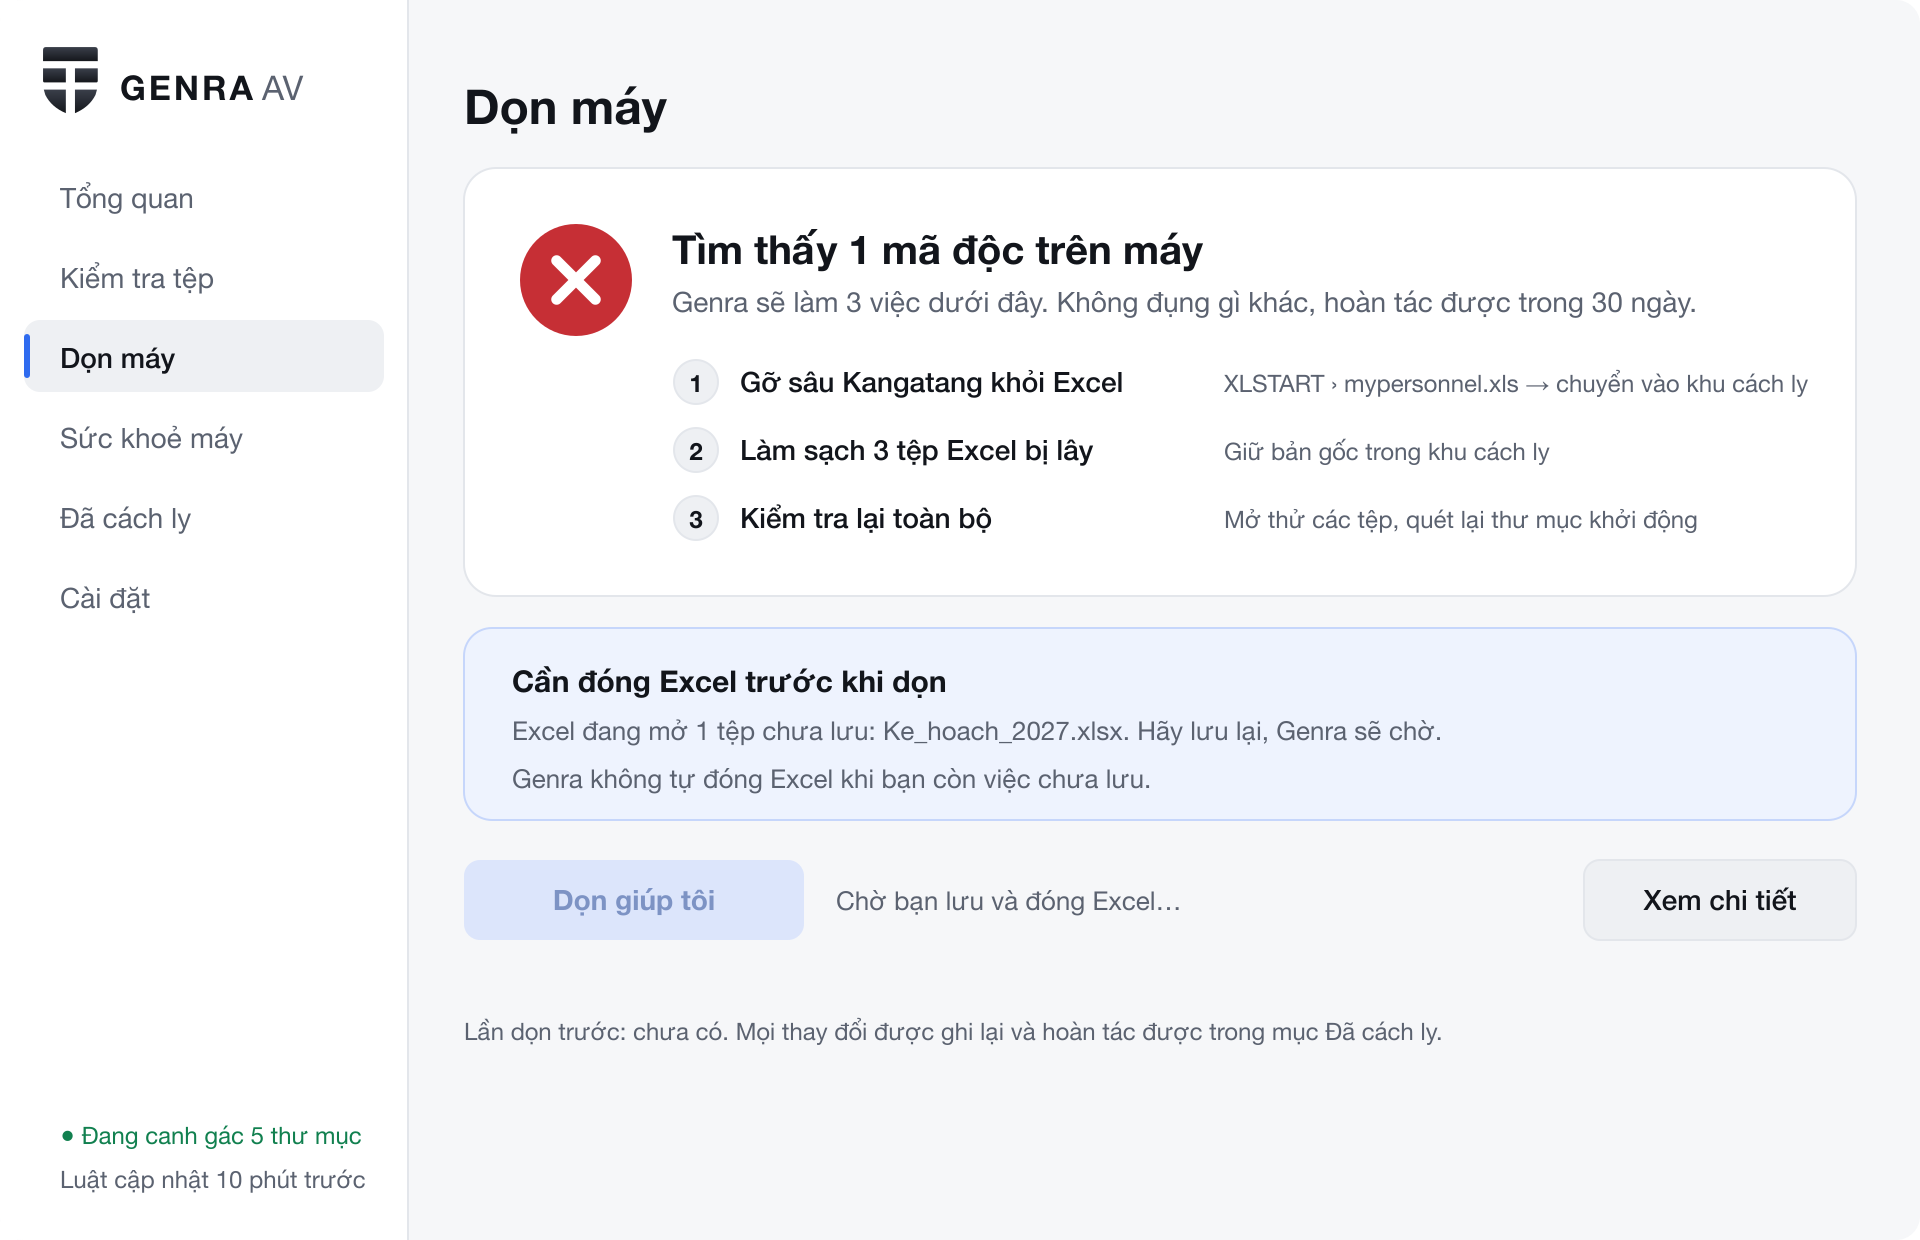 GENRA AV
Tổng quan
Kiểm tra tệp
Dọn máy
Sức khoẻ máy
Đã cách ly
Cài đặt
● Đang canh gác 5 thư mục
Luật cập nhật 10 phút trước
Dọn máy
Tìm thấy 1 mã độc trên máy
Genra sẽ làm 3 việc dưới đây. Không đụng gì khác, hoàn tác được trong 30 ngày.
1 Gỡ sâu Kangatang khỏi Excel XLSTART › mypersonnel.xls → chuyển vào khu cách ly
2 Làm sạch 3 tệp Excel bị lây Giữ bản gốc trong khu cách ly
3 Kiểm tra lại toàn bộ Mở thử các tệp, quét lại thư mục khởi động
Cần đóng Excel trước khi dọn
Excel đang mở 1 tệp chưa lưu: Ke_hoach_2027.xlsx. Hãy lưu lại, Genra sẽ chờ.
Genra không tự đóng Excel khi bạn còn việc chưa lưu.
Dọn giúp tôi Chờ bạn lưu và đóng Excel… Xem chi tiết
Lần dọn trước: chưa có. Mọi thay đổi được ghi lại và hoàn tác được trong mục Đã cách ly.